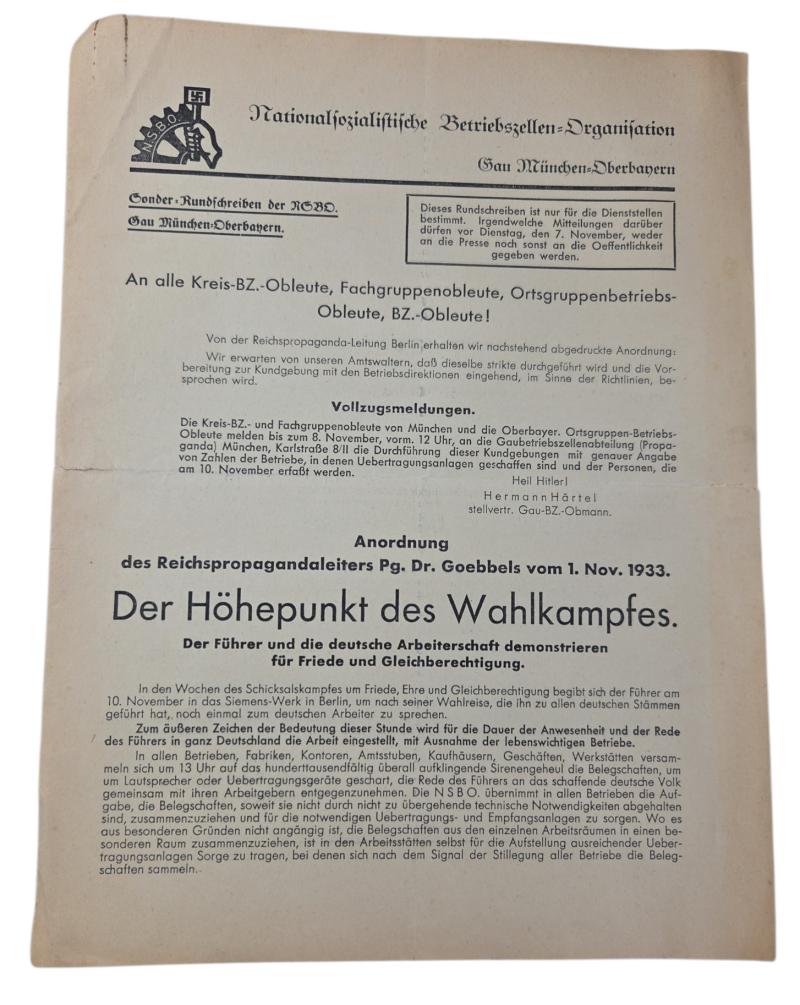 N.S.B.O.
Nationalsozialistische Betriebszellen-Organisation
Gau München-Oberbayern
Sonder-Rundschreiben der NSBO.
Gau München-Oberbayern.
Dieses Rundschreiben ist nur für die Dienststellen
bestimmt. Irgendwelche Mitteilungen darüber
dürfen vor Dienstag, den 7. November, weder
an die Presse noch sonst an die Oeffentlichkeit
gegeben werden.
An alle Kreis-BZ.-Obleute, Fachgruppenobleute, Ortsgruppenbetriebs-
Obleute, BZ.-Obleute!
Von der Reichspropaganda-Leitung Berlin erhalten wir nachstehend abgedruckte Anordnung:
Wir erwarten von unseren Amtswaltern, daß dieselbe strikte durchgeführt wird und die Vor-
bereitung zur Kundgebung mit den Betriebsdirektionen eingehend, im Sinne der Richtlinien, be-
sprochen wird.
Vollzugsmeldungen.
Die Kreis-BZ.- und Fachgruppenobleute von München und die Oberbayer. Ortsgruppen-Betriebs-
Obleute melden bis zum 8. November, vorm. 12 Uhr, an die Gaubetriebszellenabteilung (Propa-
ganda) München, Karlstraße 8/II die Durchführung dieser Kundgebungen mit genauer Angabe
von Zahlen der Betriebe, in denen Uebertragungsanlagen geschaffen sind und der Personen, die
am 10. November erfaßt werden.
Heil Hitler!
Hermann Härtel
stellvertr. Gau-BZ.-Obmann.
Anordnung
des Reichspropagandaleiters Pg. Dr. Goebbels vom 1. Nov. 1933.
Der Höhepunkt des Wahlkampfes.
Der Führer und die deutsche Arbeiterschaft demonstrieren
für Friede und Gleichberechtigung.
In den Wochen des Schicksalskampfes um Friede, Ehre und Gleichberechtigung begibt sich der Führer am
10. November in das Siemens-Werk in Berlin, um nach seiner Wahlreise, die ihn zu allen deutschen Stämmen
geführt hat, noch einmal zum deutschen Arbeiter zu sprechen.
Zum äußeren Zeichen der Bedeutung dieser Stunde wird für die Dauer der Anwesenheit und der Rede
des Führers in ganz Deutschland die Arbeit eingestellt, mit Ausnahme der lebenswichtigen Betriebe.
In allen Betrieben, Fabriken, Kontoren, Amtsstuben, Kaufhäusern, Geschäften, Werkstätten versam-
meln sich um 13 Uhr auf das hunderttausendfältig überall aufklingende Sirenengeheul die Belegschaften, um
um Lautsprecher oder Uebertragungsgeräte geschart, die Rede des Führers an das schaffende deutsche Volk
gemeinsam mit ihren Arbeitgebern entgegenzunehmen. Die NSBO. übernimmt in allen Betrieben die Auf-
gabe, die Belegschaften, soweit sie nicht durch nicht zu übergehende technische Notwendigkeiten abgehalten
sind, zusammenzuziehen und für die notwendigen Uebertragungs- und Empfangsanlagen zu sorgen. Wo es
aus besonderen Gründen nicht angängig ist, die Belegschaften aus den einzelnen Arbeitsräumen in einen be-
sonderen Raum zusammenzuziehen, ist in den Arbeitsstätten selbst für die Aufstellung ausreichender Ueber-
tragungsanlagen Sorge zu tragen, bei denen sich nach dem Signal der Stillegung aller Betriebe die Beleg-
schaften sammeln.